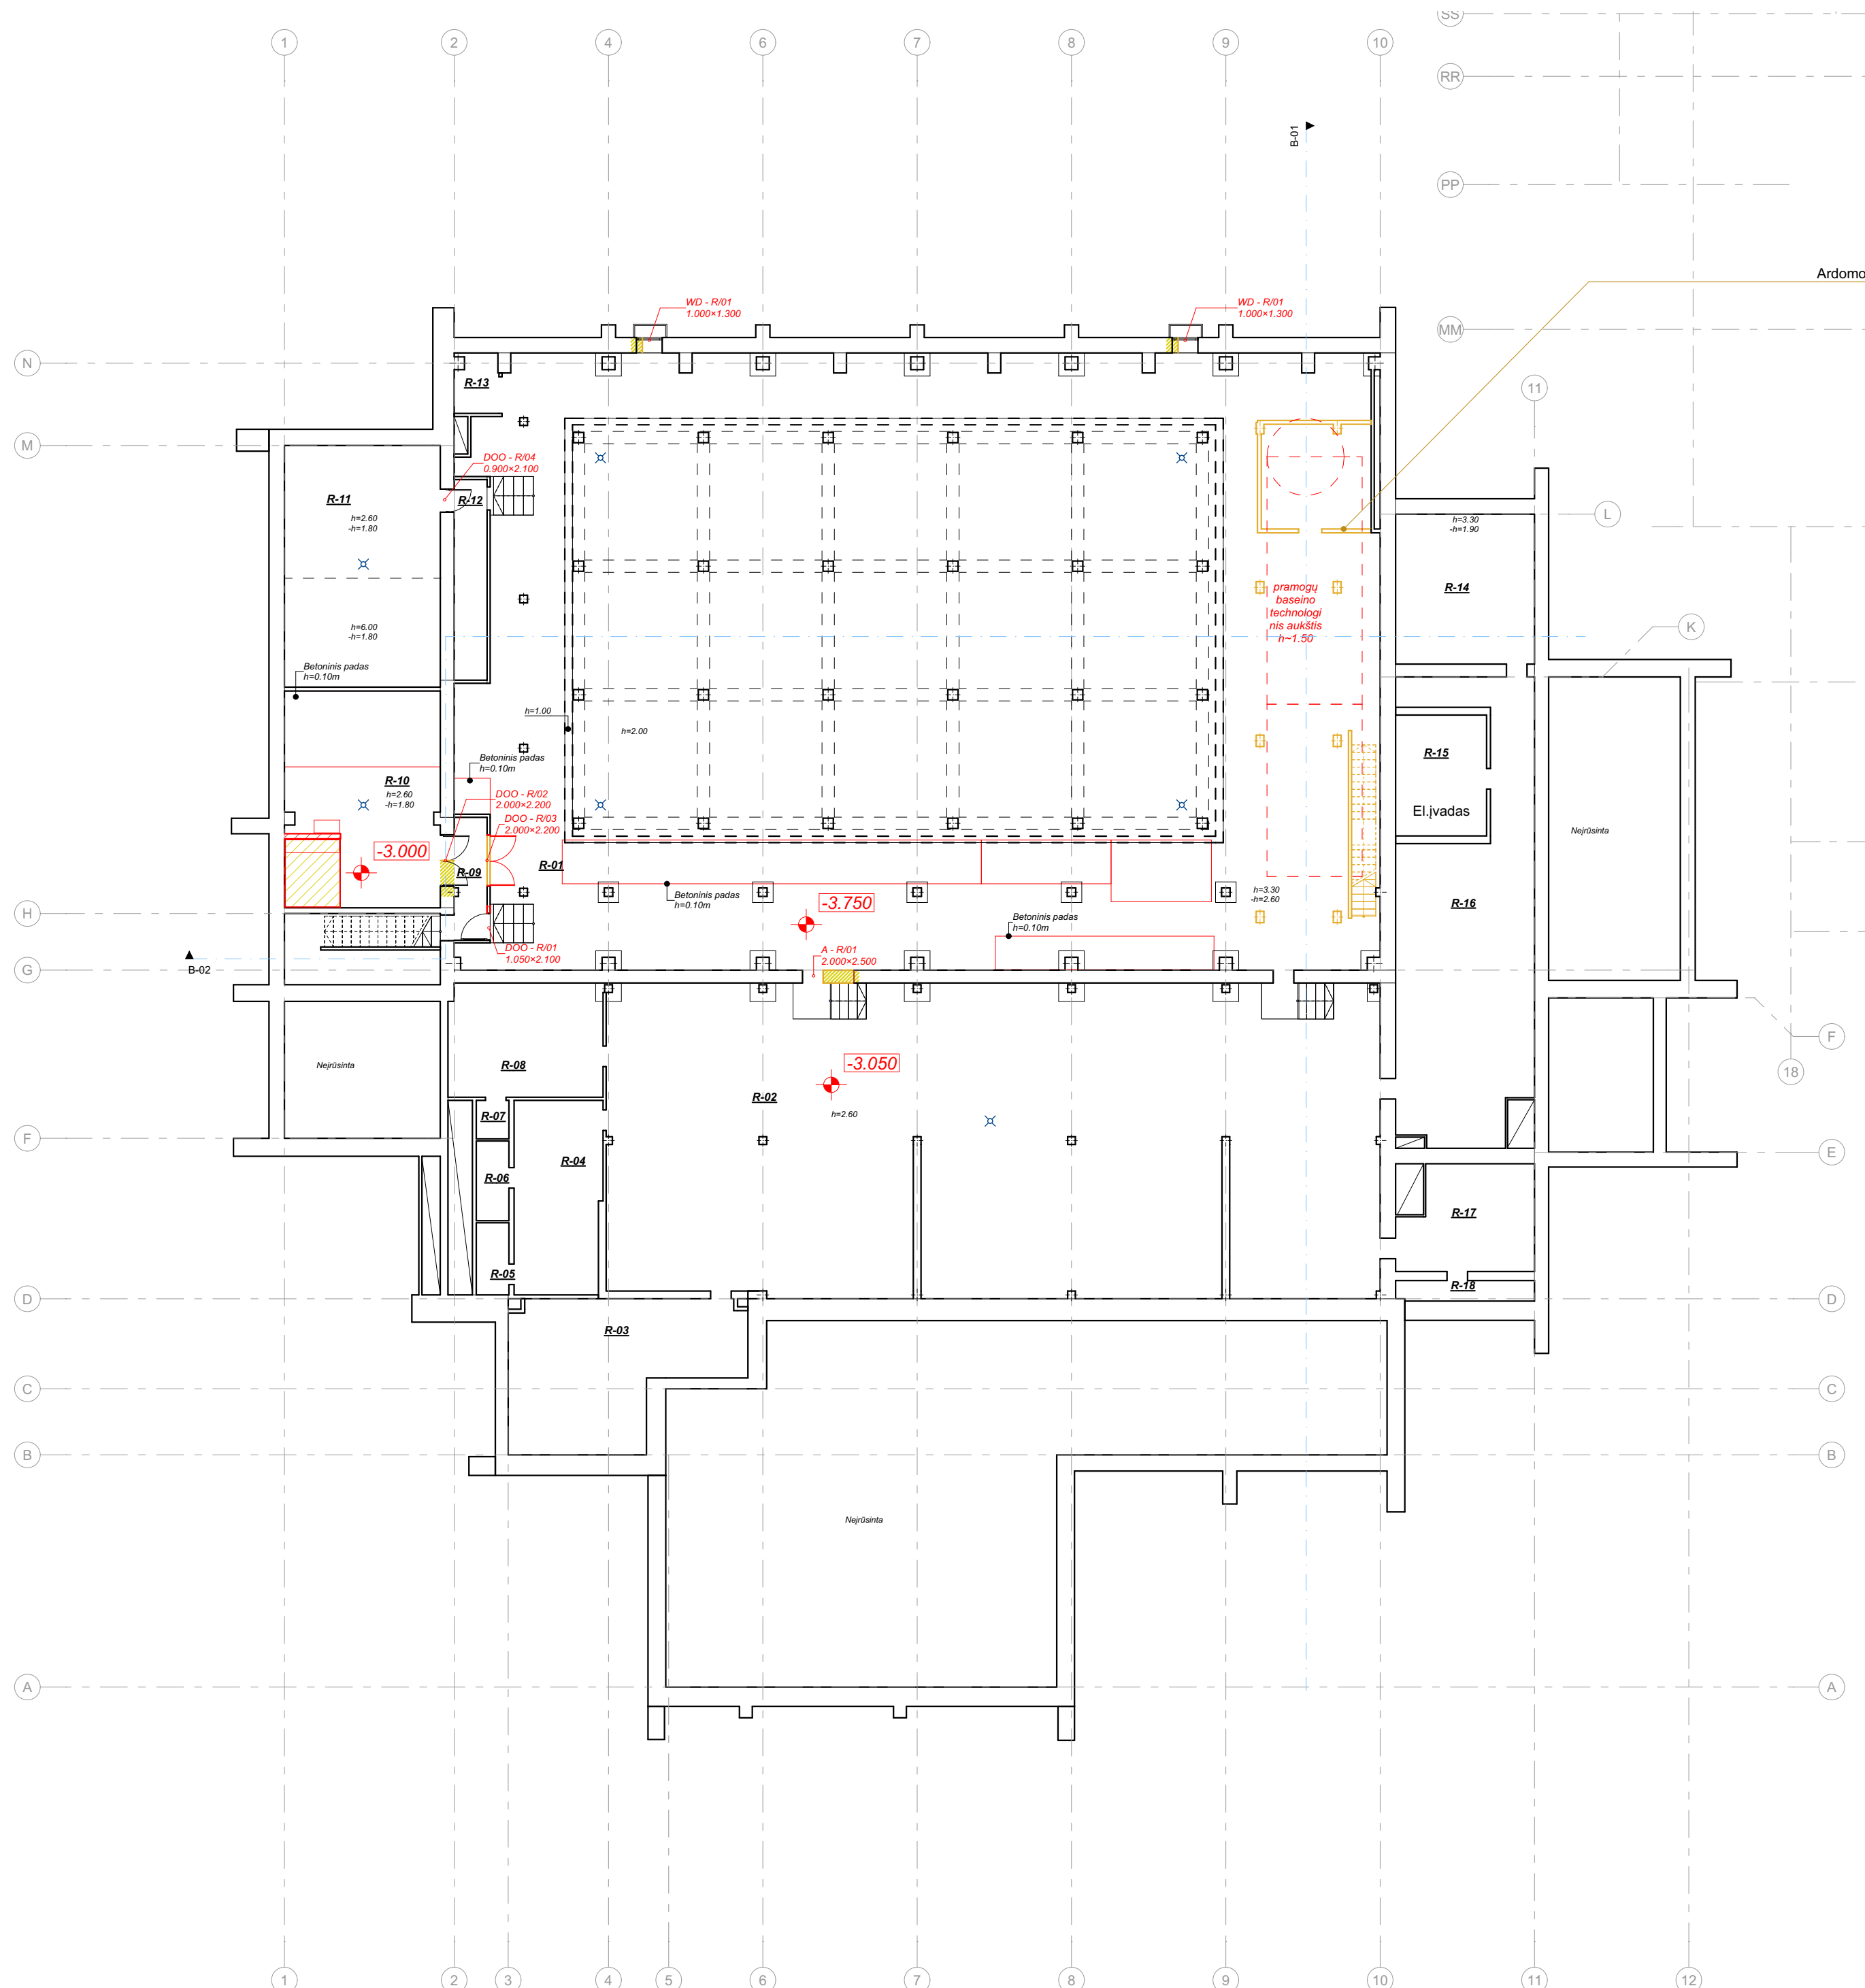 SS
1
2
4
6
7
8
9
10
RR
B-01
PP
Ardomo
WD - R/01
1.000×1.300
WD - R/01
1.000×1.300
MM
N
R-13
11
M
DOO - R/04
0.900×2.100
R-11
R-12
h=2.60
-h=1.80
h=3.30
-h=1.90
L
R-14
pramogų
baseino
technologi
nis aukštis
h~1.50
h=6.00
-h=1.80
K
Betoninis padas
h=0.10m
h=1.00
h=2.00
Betoninis padas
h=0.10m
R-15
R-10
h=2.60
-h=1.80
DOO - R/02
2.000×2.200
DOO - R/03
2.000×2.200
El.įvadas
Neįrūsinta
-3.000
R-09
R-01
Betoninis padas
h=0.10m
-3.750
h=3.30
-h=2.60
R-16
H
Betoninis padas
h=0.10m
DOO - R/01
1.050×2.100
A - R/01
2.000×2.500
B-02
G
F
Neįrūsinta
R-08
-3.050
18
R-02
h=2.60
R-07
F
E
R-04
R-06
R-17
R-05
R-18
D
D
R-03
C
C
B
B
Neįrūsinta
A
A
1
2
3
4
5
6
7
8
9
10
11
12